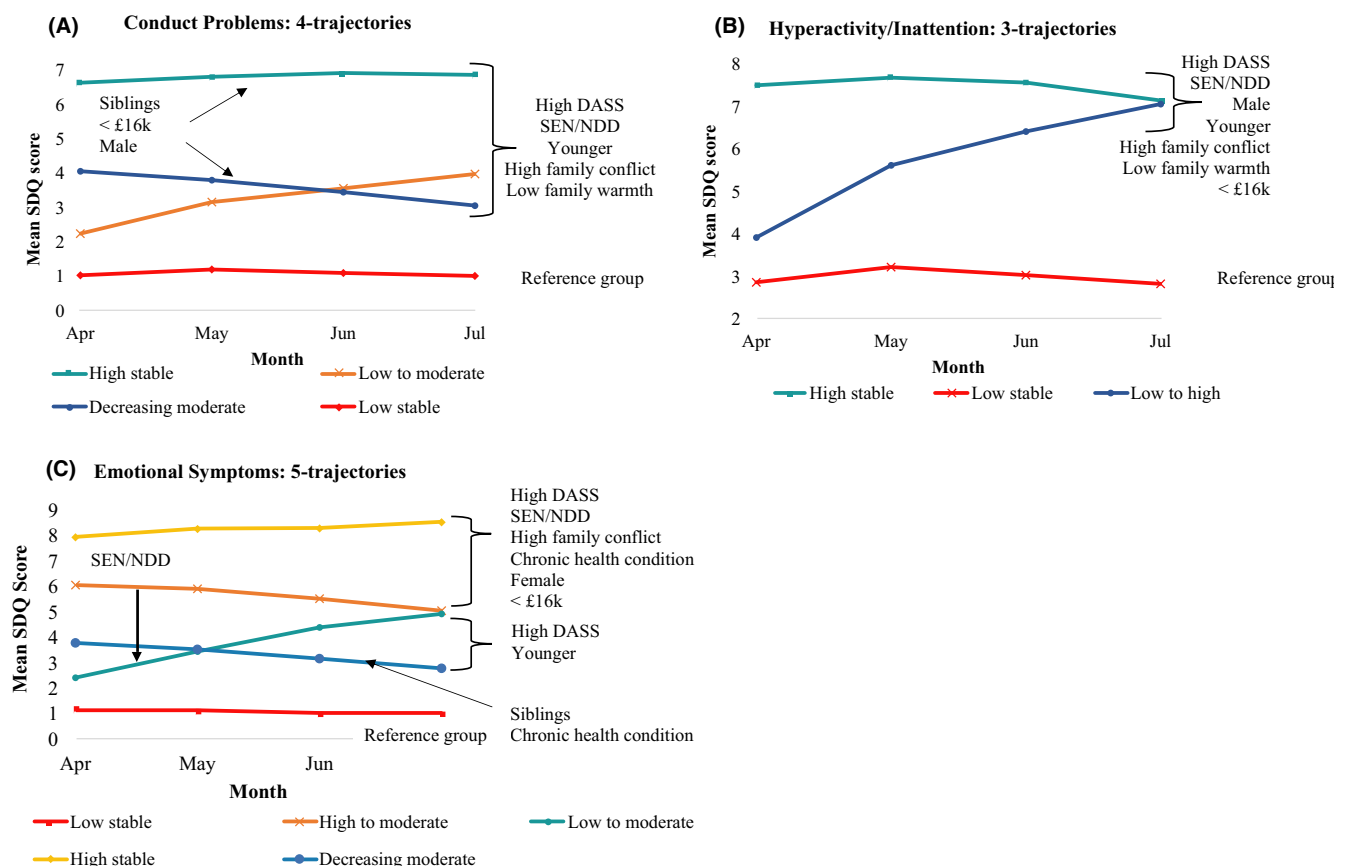 (A) Conduct Problems: 4-trajectories
Mean SDQ score
7
6
5
4
3
2
1
0
Siblings
< £16k
Male
High DASS
SEN/NDD
Younger
High family conflict
Low family warmth
Reference group
Apr May Jun Jul
Month
High stable Low to moderate
Decreasing moderate Low stable
(B) Hyperactivity/Inattention: 3-trajectories
Mean SDQ score
8
7
6
5
4
3
2
High DASS
SEN/NDD
Male
Younger
High family conflict
Low family warmth
< £16k
Reference group
Apr May Jun Jul
Month
High stable Low stable Low to high
(C) Emotional Symptoms: 5-trajectories
Mean SDQ Score
9
8
7
6
5
4
3
2
1
0
SEN/NDD
High DASS
SEN/NDD
High family conflict
Chronic health condition
Female
< £16k
High DASS
Younger
Siblings
Chronic health condition
Reference group
Apr May Jun
Month
Low stable High to moderate Low to moderate
High stable Decreasing moderate